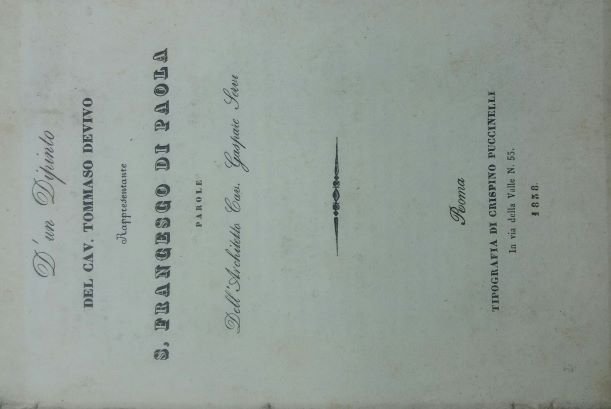 D'un Dipinto
DEL CAV. TOMMASO DEVIVO
Rappresentante
S. FRANCESCO DI PAOLA
PAROLE
Dell'Architetto Cav. Gaspare Servi
Roma
TIPOGRAFIA DI CRISPINO PUCCINELLI
In via della Valle N. 53.
1838.